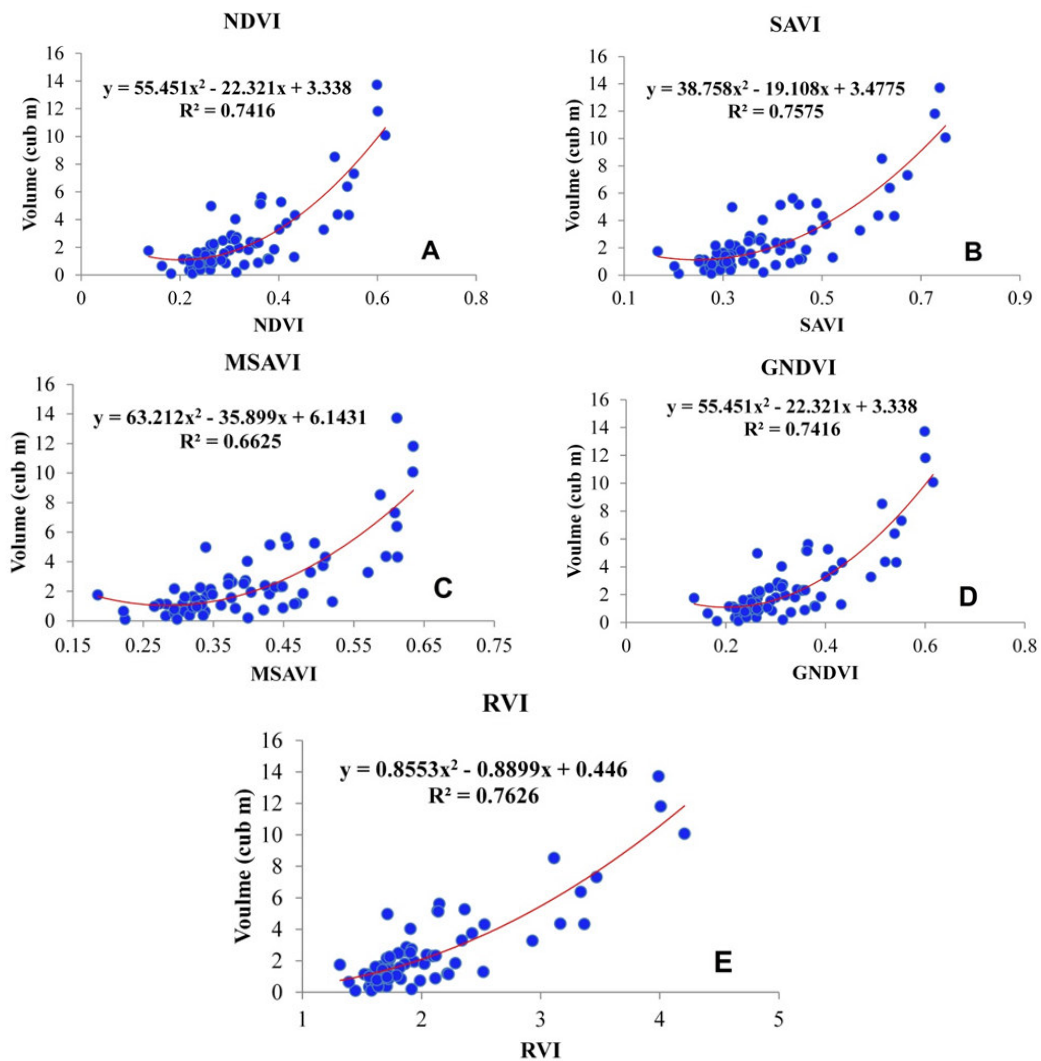 NDVI
y = 55.451x² - 22.321x + 3.338
R² = 0.7416
Volume (cub m)
16
14
12
10
8
6
4
2
0
0 0.2 0.4 0.6 0.8
NDVI
A
SAVI
y = 38.758x² - 19.108x + 3.4775
R² = 0.7575
Voulme (cub m)
16
14
12
10
8
6
4
2
0
0.1 0.3 0.5 0.7 0.9
SAVI
B
MSAVI
y = 63.212x² - 35.899x + 6.1431
R² = 0.6625
Volume (cub m)
16
14
12
10
8
6
4
2
0
0.15 0.25 0.35 0.45 0.55 0.65 0.75
MSAVI
C
GNDVI
y = 55.451x² - 22.321x + 3.338
R² = 0.7416
Voulme (cub m)
16
14
12
10
8
6
4
2
0
0 0.2 0.4 0.6 0.8
GNDVI
D
RVI
y = 0.8553x² - 0.8899x + 0.446
R² = 0.7626
Voulme (cub m)
16
14
12
10
8
6
4
2
0
1 2 3 4 5
RVI
E